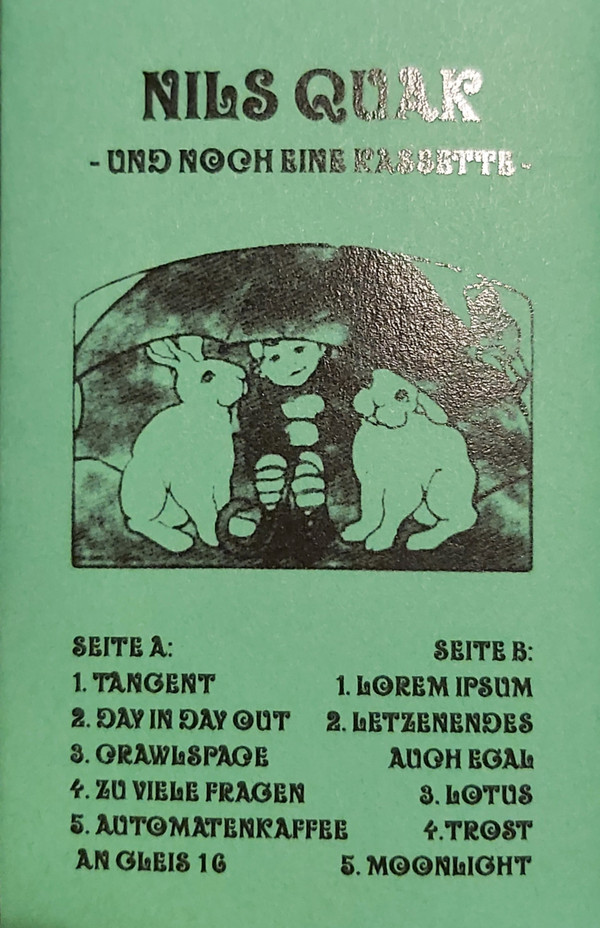 NILS QUAK
- UND NOCH EINE KASSETTE -
SEITE A:
1. TANGENT
2. DAY IN DAY OUT
3. CRAWLSPACE
4. ZU VIELE FRAGEN
5. AUTOMATENKAFFEE
AN GLEIS 16
SEITE B:
1. LOREM IPSUM
2. LETZENENDES
AUCH EGAL
3. LOTUS
4. TROST
5. MOONLIGHT